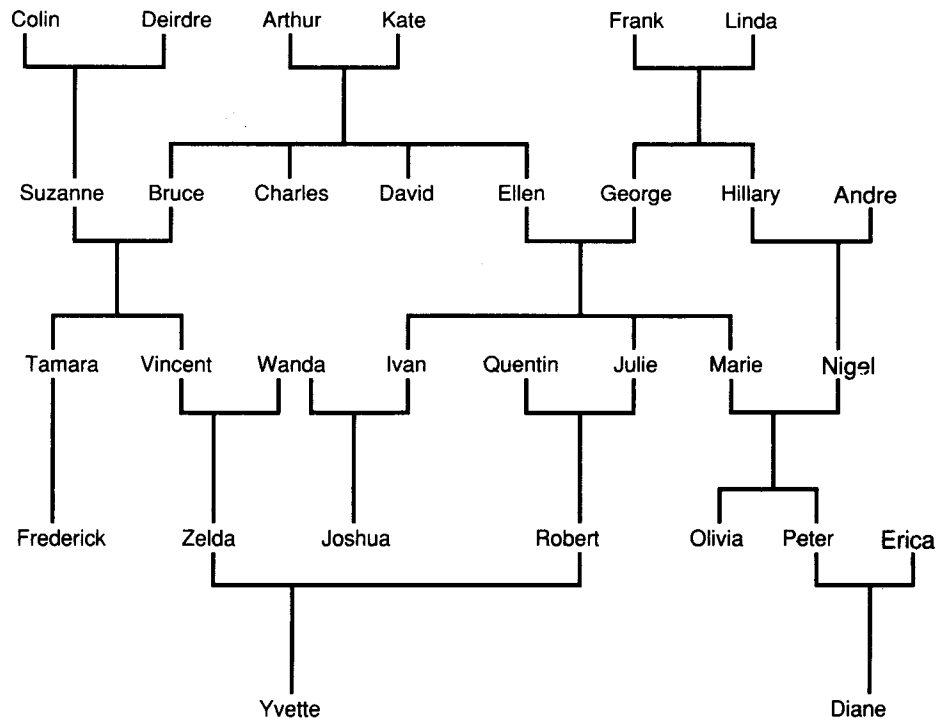 Colin Deirdre Arthur Kate Frank Linda
Suzanne Bruce Charles David Ellen George Hillary Andre
Tamara Vincent Wanda Ivan Quentin Julie Marie Nigel
Frederick Zelda Joshua Robert Olivia Peter Erica
Yvette Diane